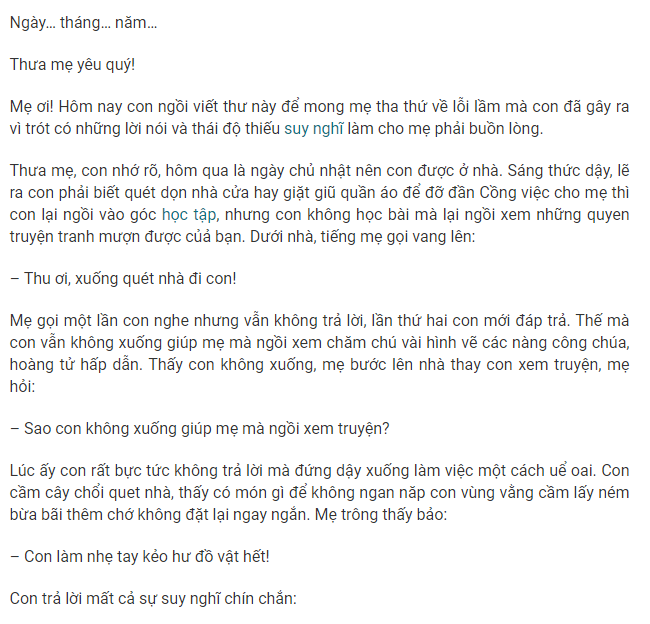 Ngày… tháng… năm…
Thưa mẹ yêu quý!
Mẹ ơi! Hôm nay con ngồi viết thư này để mong mẹ tha thứ về lỗi lầm mà con đã gây ra
vì trót có những lời nói và thái độ thiếu suy nghĩ làm cho mẹ phải buồn lòng.
Thưa mẹ, con nhớ rõ, hôm qua là ngày chủ nhật nên con được ở nhà. Sáng thức dậy, lẽ
ra con phải biết quét dọn nhà cửa hay giặt giũ quần áo để đỡ đần Cồng việc cho mẹ thì
con lại ngồi vào góc học tập, nhưng con không học bài mà lại ngồi xem những quyen
truyện tranh mượn được củả bạn. Dưới nhà, tiếng mẹ gọi vang lên:
– Thu ơi, xuống quét nhà đi con!
Mẹ gọi một lần con nghe nhưng vẫn không trả lời, lần thứ hai con mới đáp trả. Thế mà
con vẫn không xuống giúp mẹ mà ngồi xem chăm chú vài hình vẽ các nàng công chúa,
hoàng tử hấp dẫn. Thấy con không xuống, mẹ bước lên nhà thay con xem truyện, mẹ
hỏi:
– Sao con không xuống giúp mẹ mà ngồi xem truyện?
Lúc ấy con rất bực tức không trả lời mà đứng dậy xuống làm việc một cách uể oai. Con
cầm cây chổi quet nhà, thấy có món gì để không ngan năp con vùng vằng cầm lấy ném
bừa bãi thêm chớ không đặt lại ngay ngắn. Mẹ trông thấy bảo:
– Con làm nhẹ tay kẻo hư đồ vật hết!
Con trả lời mất cả sự suy nghĩ chín chắn: